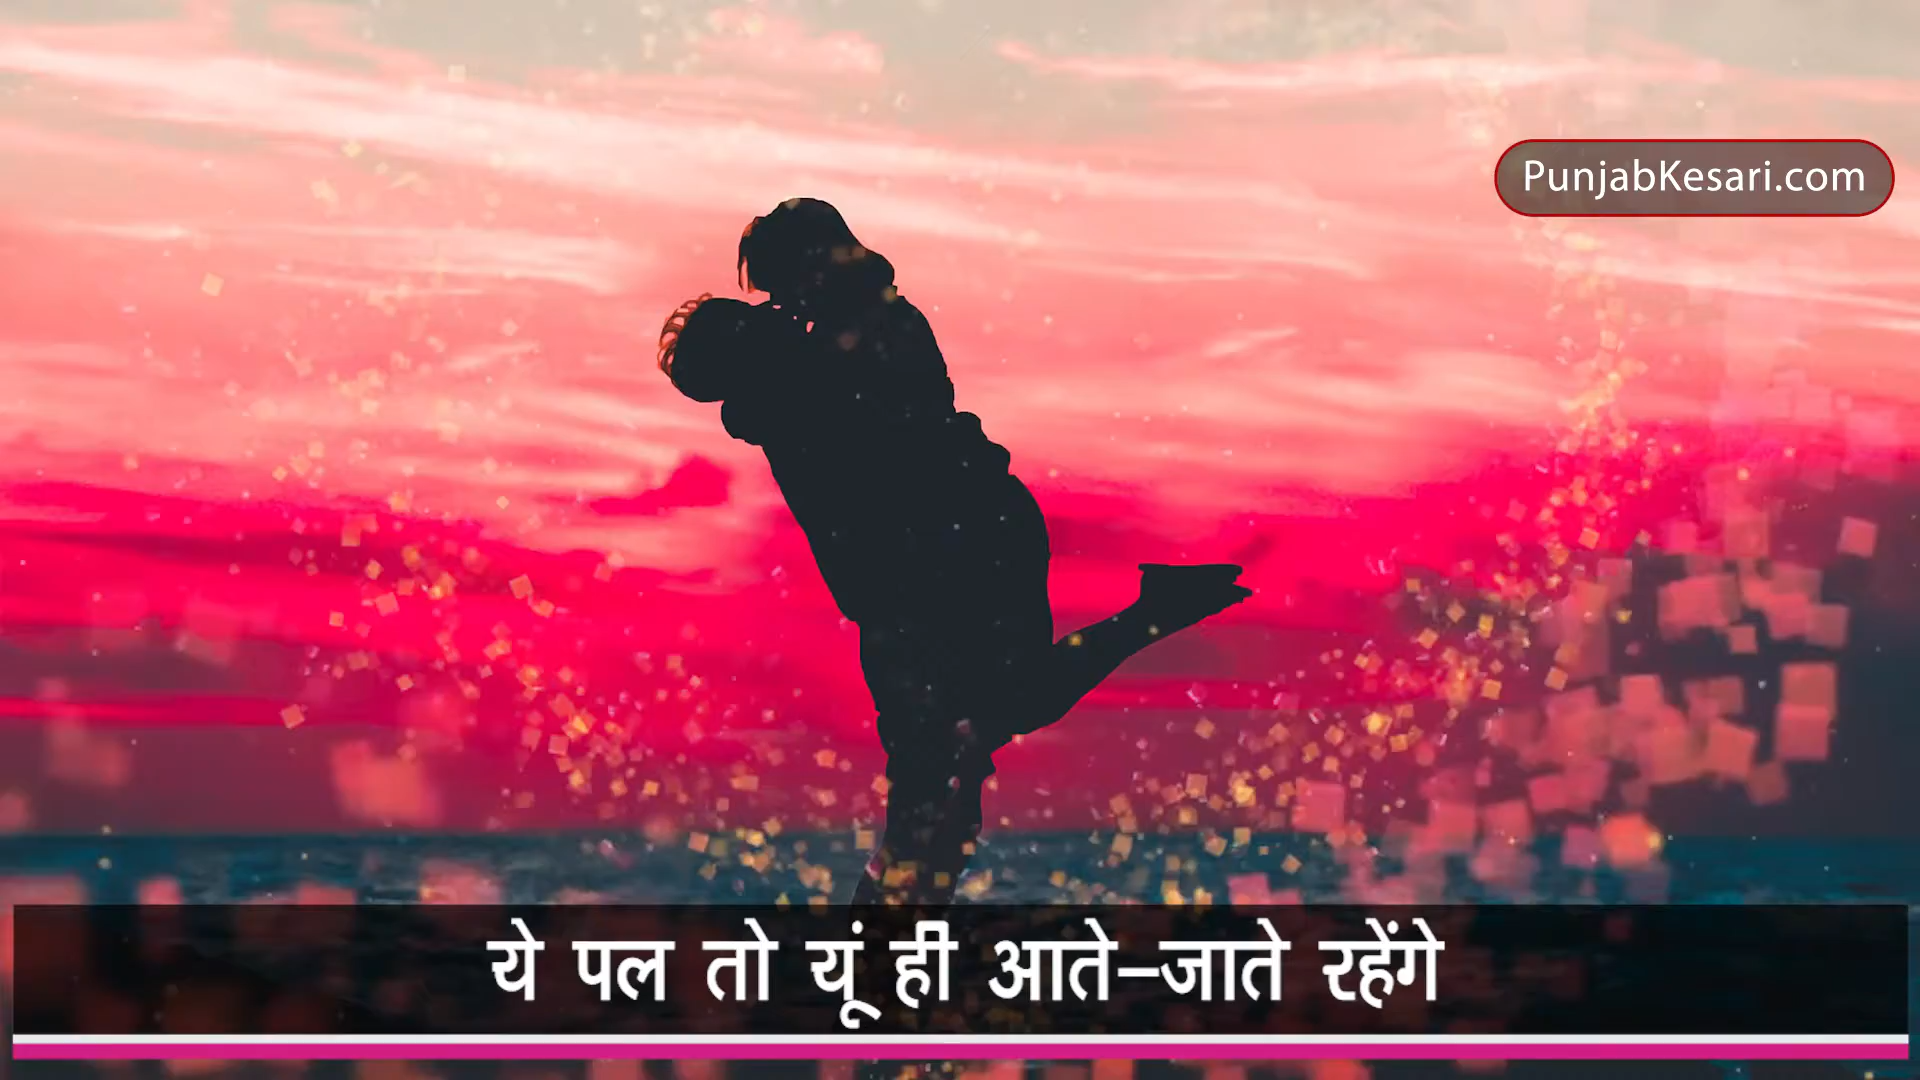 PunjabKesari.com
ये पल तो यूं ही आते-जाते रहेंगे